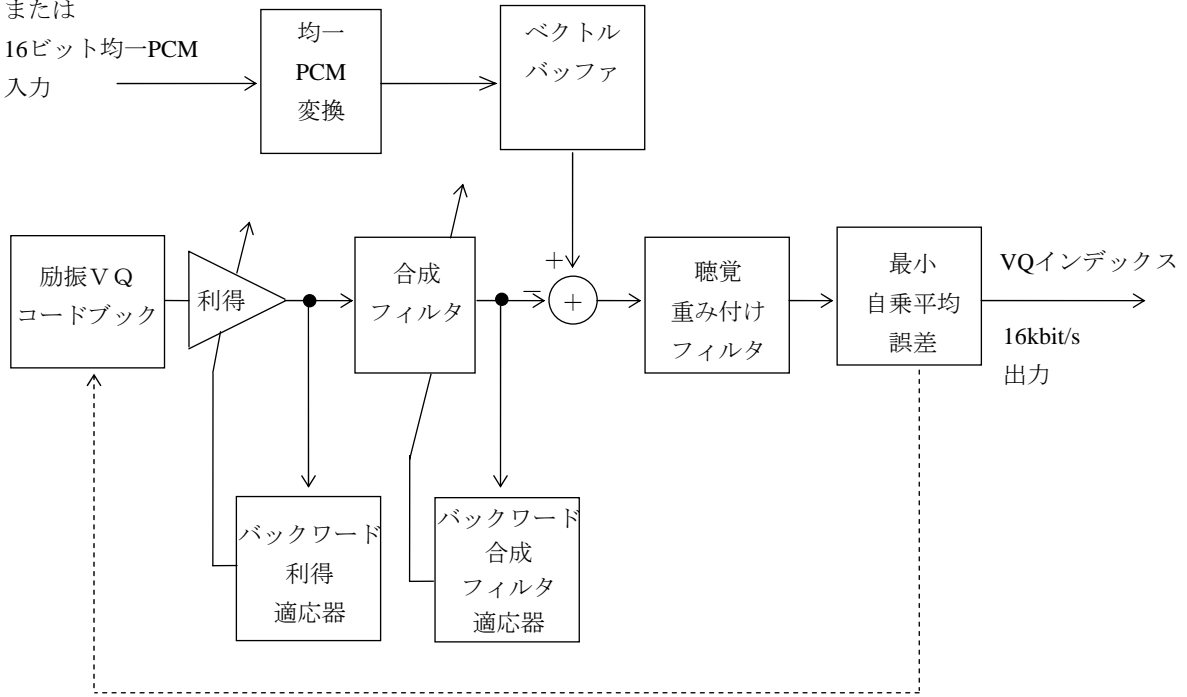 または
16ビット均一PCM
入力
均一
PCM
変換
ベクトル
バッファ
励振ＶＱ
コードブック
利得
合成
フィルタ
+
−
+
聴覚
重み付け
フィルタ
最小
自乗平均
誤差
VQインデックス
16kbit/s
出力
バックワード
利得
適応器
バックワード
合成
フィルタ
適応器